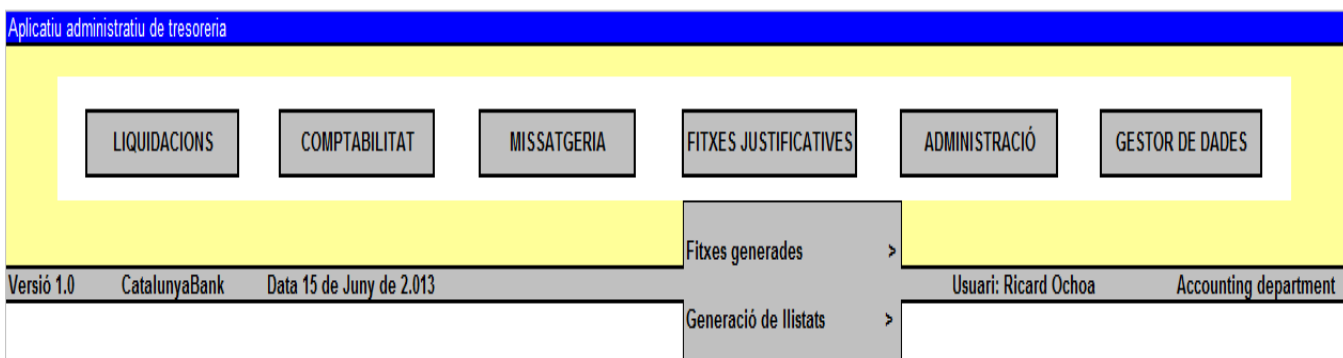 Aplicatiu administratiu de tresoreria
LIQUIDACIONS COMPTABILITAT MISSATGERIA FITXES JUSTIFICATIVES ADMINISTRACIÓ GESTOR DE DADES
Fitxes generades >
Versió 1.0 CatalunyaBank Data 15 de Juny de 2.013 Usuari: Ricard Ochoa Accounting department
Generació de llistats >